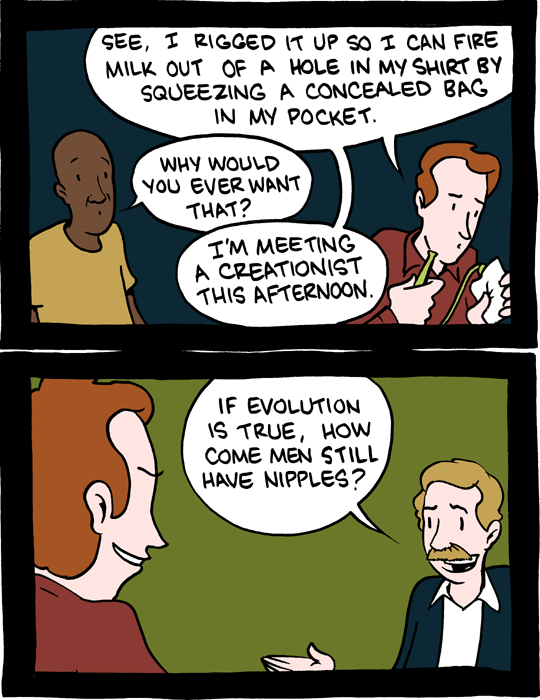 SEE, I RIGGED IT UP SO I CAN FIRE
MILK OUT OF A HOLE IN MY SHIRT BY
SQUEEZING A CONCEALED BAG
IN MY POCKET.
WHY WOULD
YOU EVER WANT
THAT?
I'M MEETING
A CREATIONIST
THIS AFTERNOON.
IF EVOLUTION
IS TRUE, HOW
COME MEN STILL
HAVE NIPPLES?